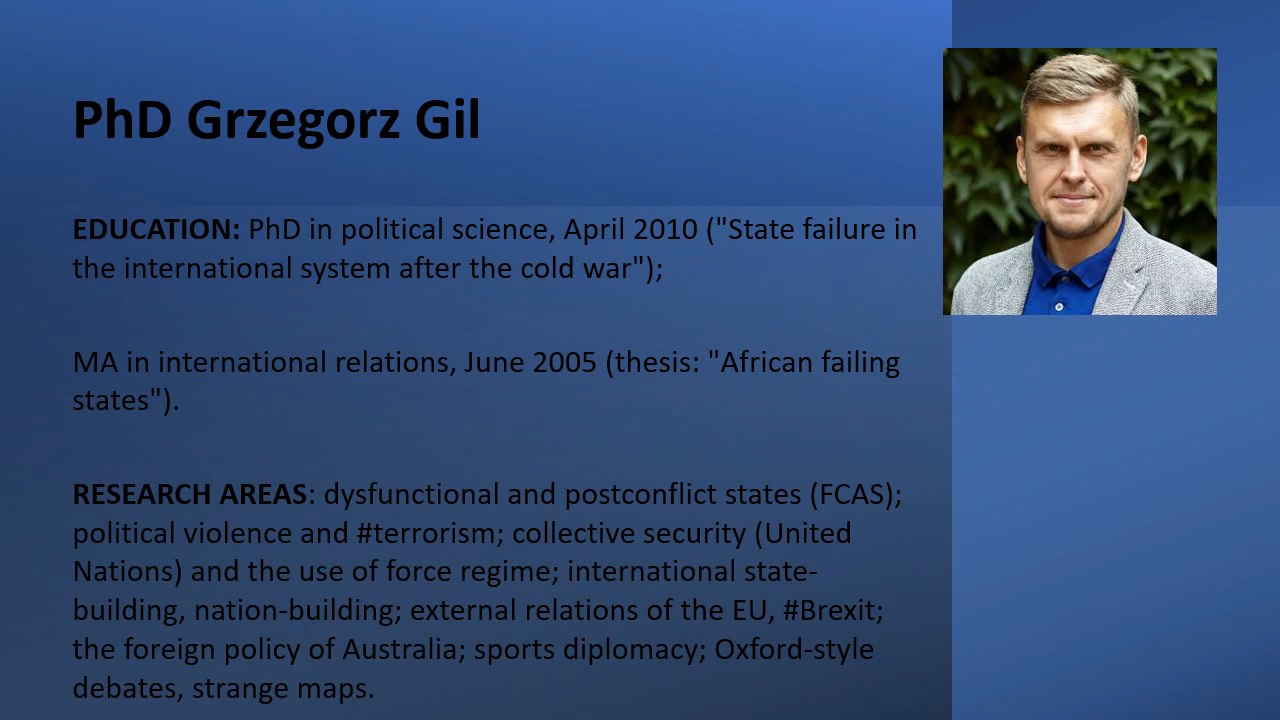 PhD Grzegorz Gil
EDUCATION: PhD in political science, April 2010 ("State failure in
the international system after the cold war");
MA in international relations, June 2005 (thesis: "African failing
states").
RESEARCH AREAS: dysfunctional and postconflict states (FCAS);
political violence and #terrorism; collective security (United
Nations) and the use of force regime; international state-
building, nation-building; external relations of the EU, #Brexit;
the foreign policy of Australia; sports diplomacy; Oxford-style
debates, strange maps.